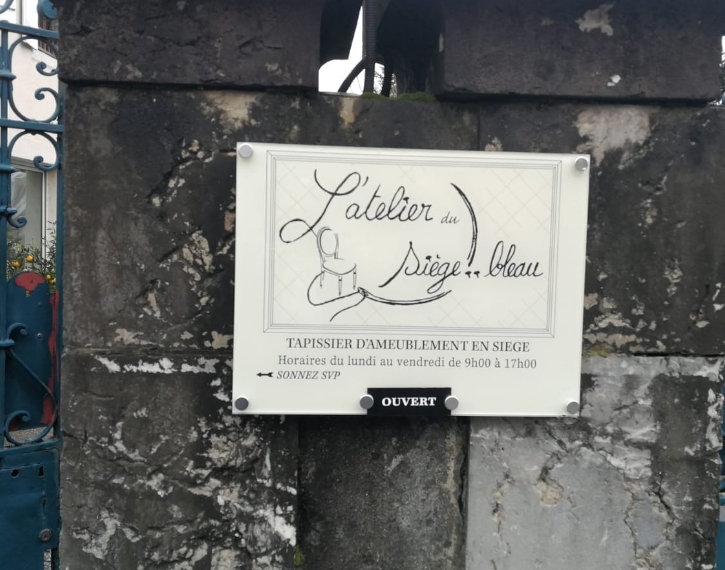 L'atelier du
siège.. bleau
TAPISSIER D'AMEUBLEMENT EN SIEGE
Horaires du lundi au vendredi de 9h00 à 17h00
SONNEZ SVP
OUVERT